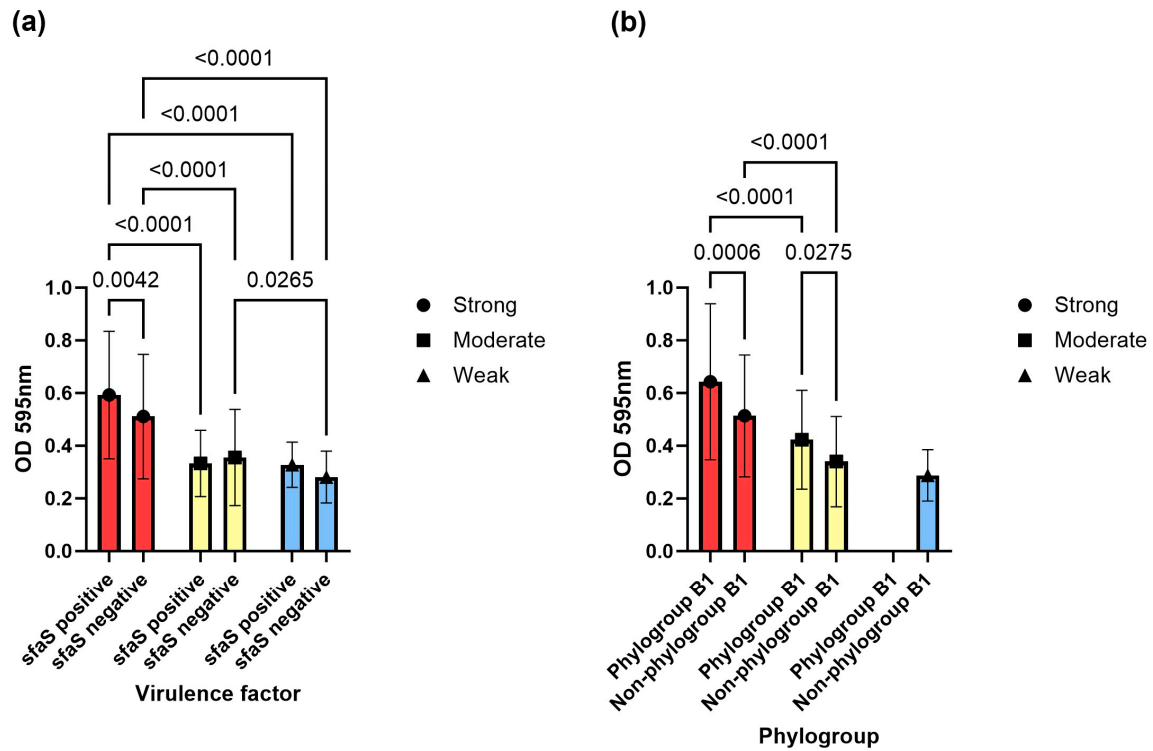 (a)
<0.0001
<0.0001
<0.0001
<0.0001
0.0042
0.0265
1.0
0.8
0.6
0.4
0.2
0.0
OD 595nm
sfaS positive
sfaS negative
sfaS positive
sfaS negative
sfaS positive
sfaS negative
Virulence factor
Strong
Moderate
Weak
(b)
<0.0001
<0.0001
0.0006
0.0275
1.0
0.8
0.6
0.4
0.2
0.0
OD 595nm
Phylogroup B1
Non-phylogroup B1
Phylogroup B1
Non-phylogroup B1
Phylogroup B1
Non-phylogroup B1
Phylogroup
Strong
Moderate
Weak